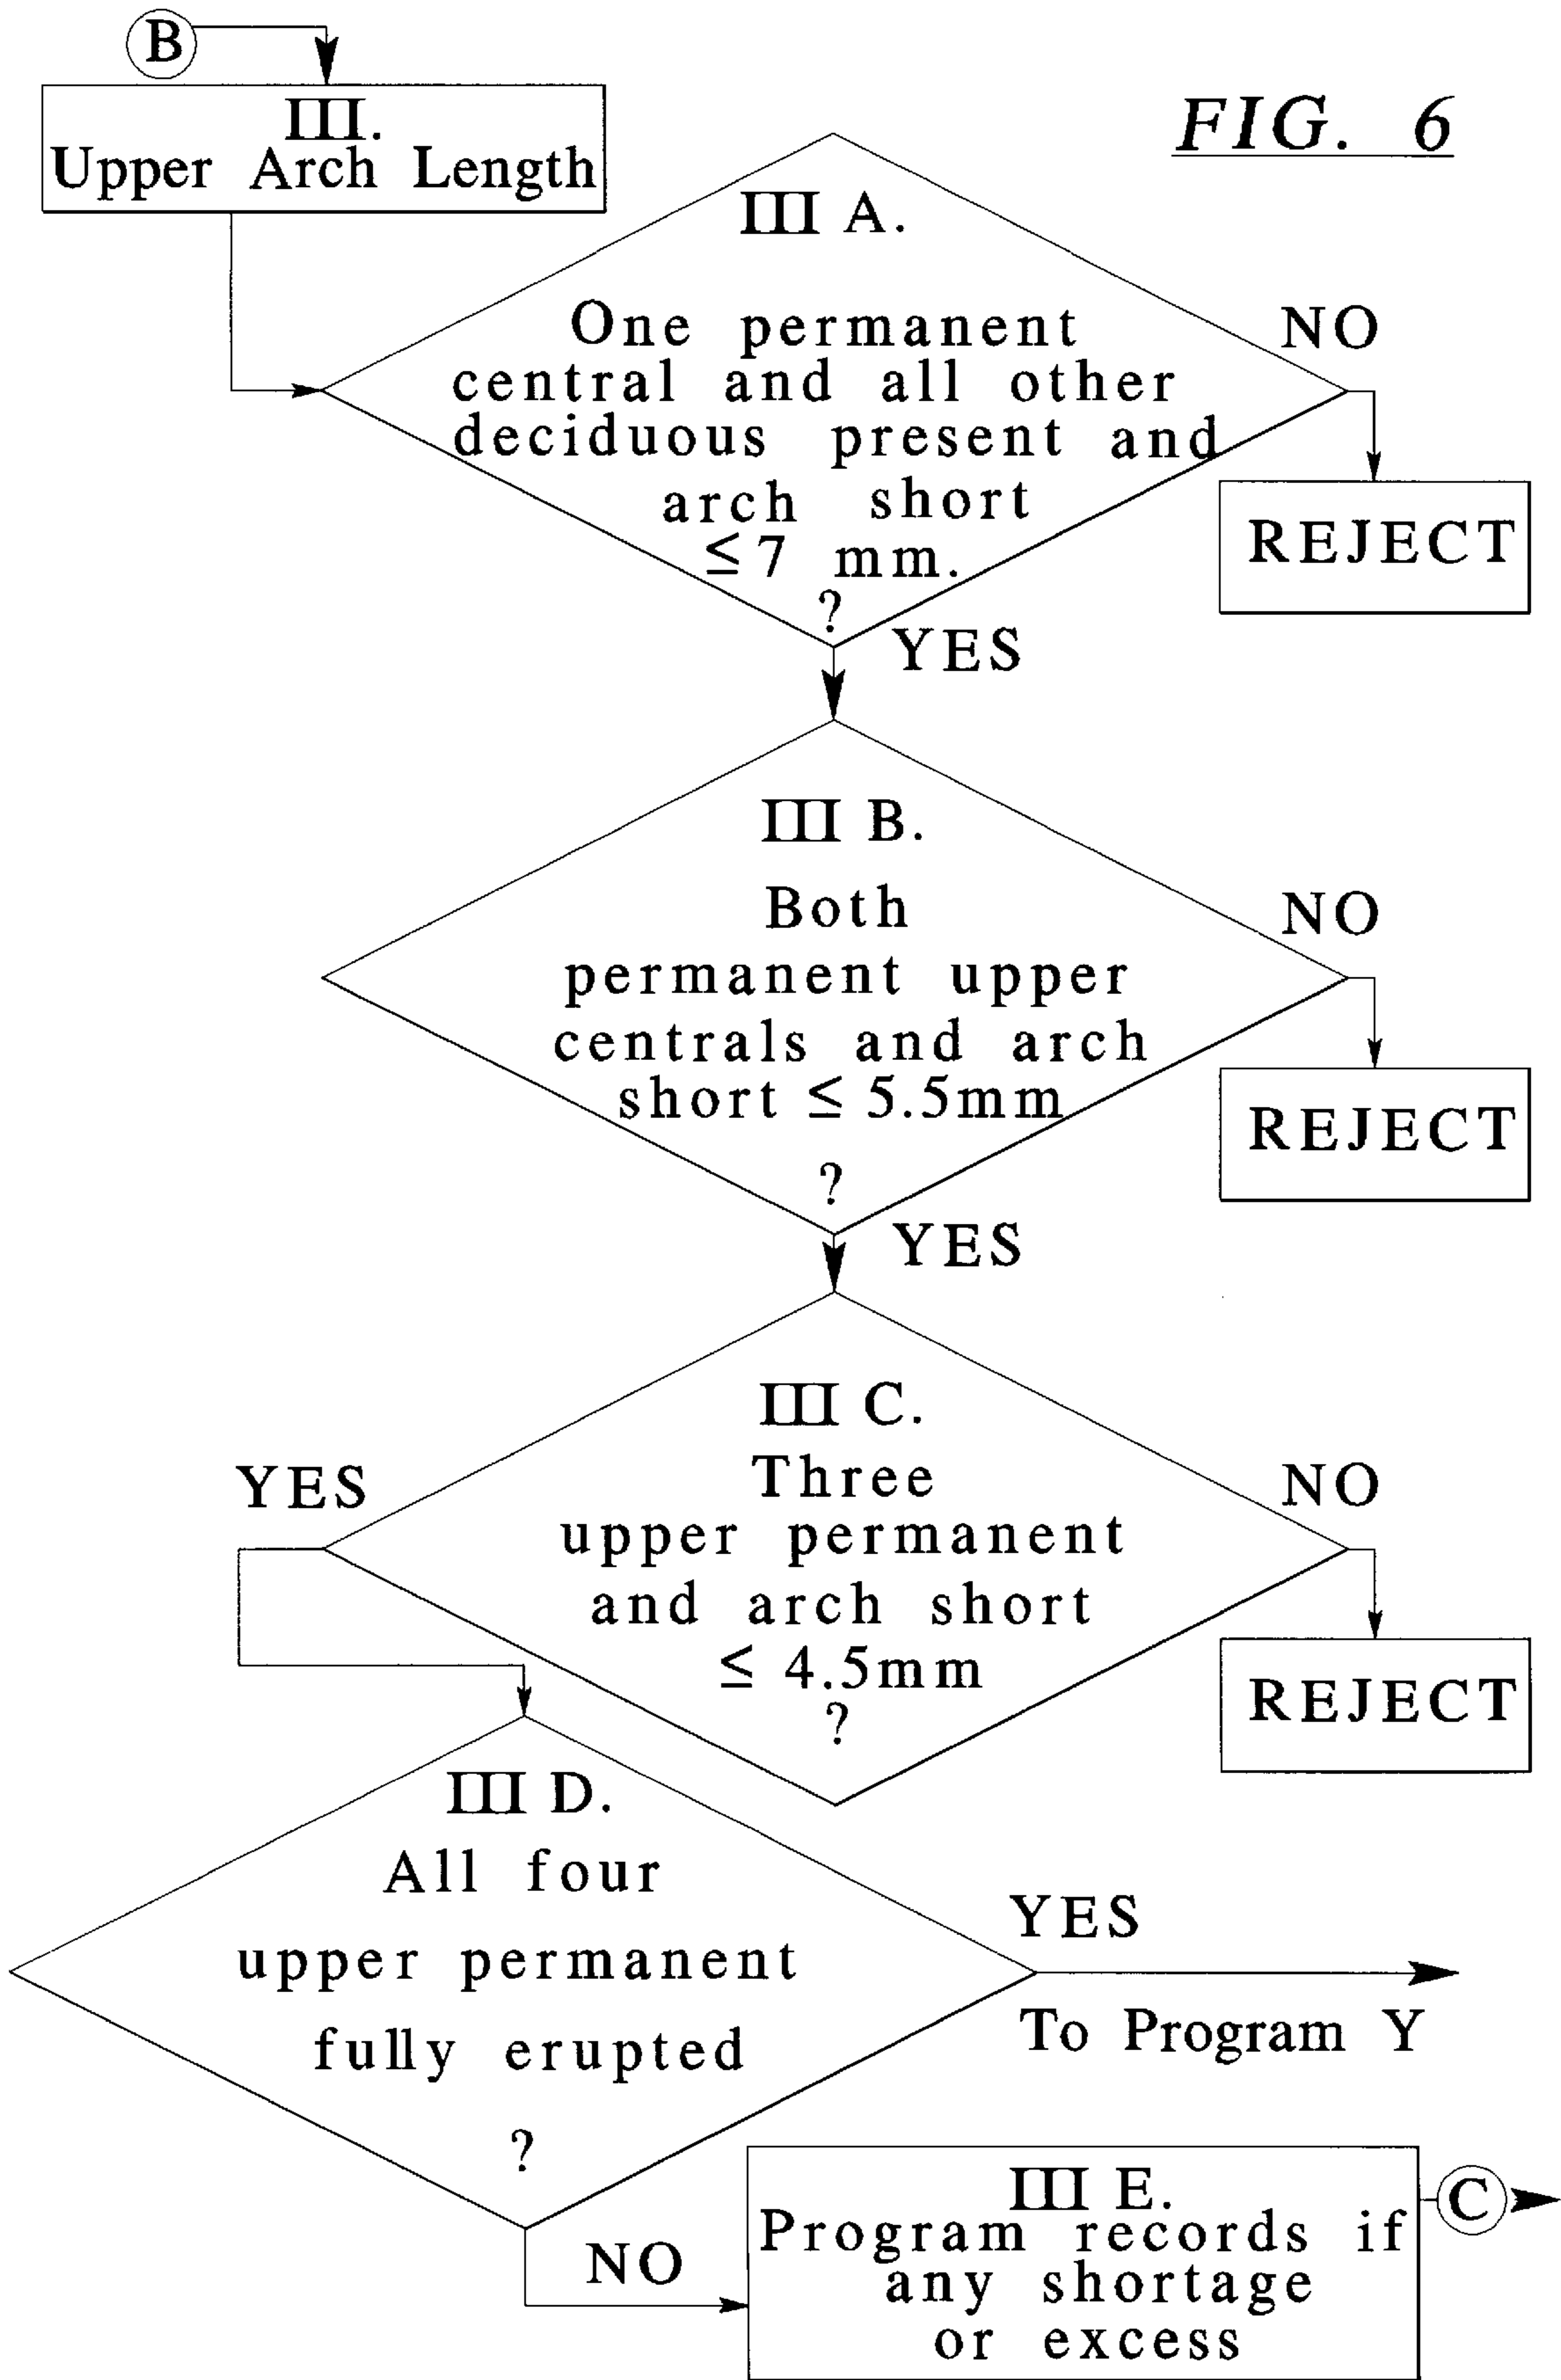 B
III.
Upper Arch Length
FIG. 6
III A.
One permanent
central and all other
deciduous present and
arch short
≤ 7 mm.
?
NO
REJECT
YES
III B.
Both
permanent upper
centrals and arch
short ≤ 5.5mm
?
NO
REJECT
YES
III C.
Three
upper permanent
and arch short
≤ 4.5mm
?
NO
REJECT
YES
III D.
All four
upper permanent
fully erupted
?
YES
To Program Y
NO
III E.
Program records if
any shortage
or excess
C